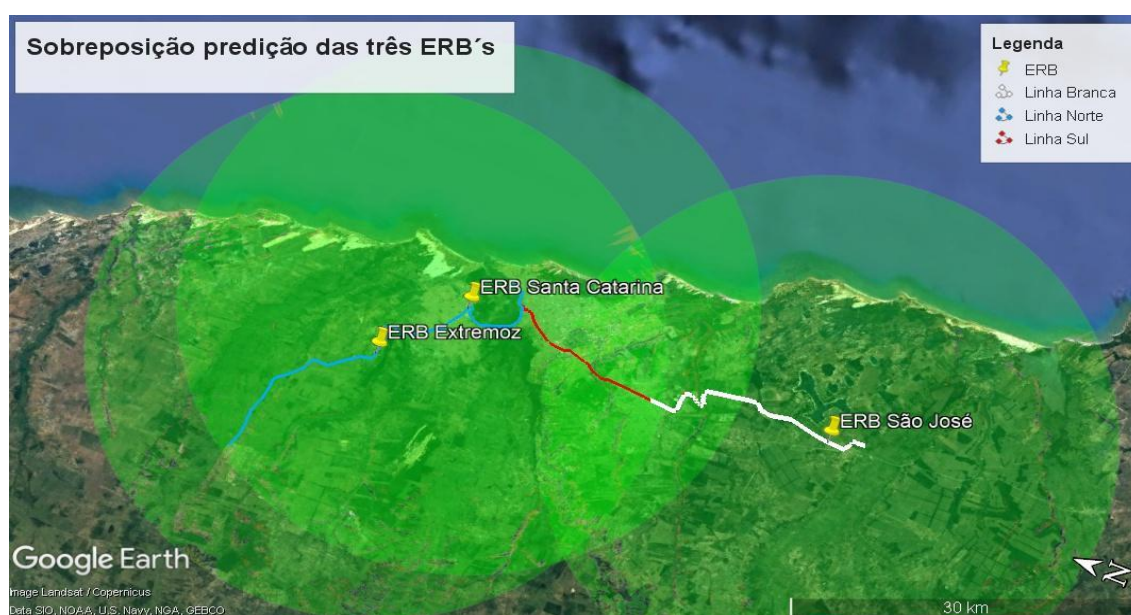 Sobreposição predição das três ERB´s
Legenda
ERB
Linha Branca
Linha Norte
Linha Sul
ERB Santa Catarina
ERB Extremoz
ERB São José
Google Earth
Image Landsat / Copernicus
Data SIO, NOAA, U.S. Navy, NGA, GEBCO
N
30 km